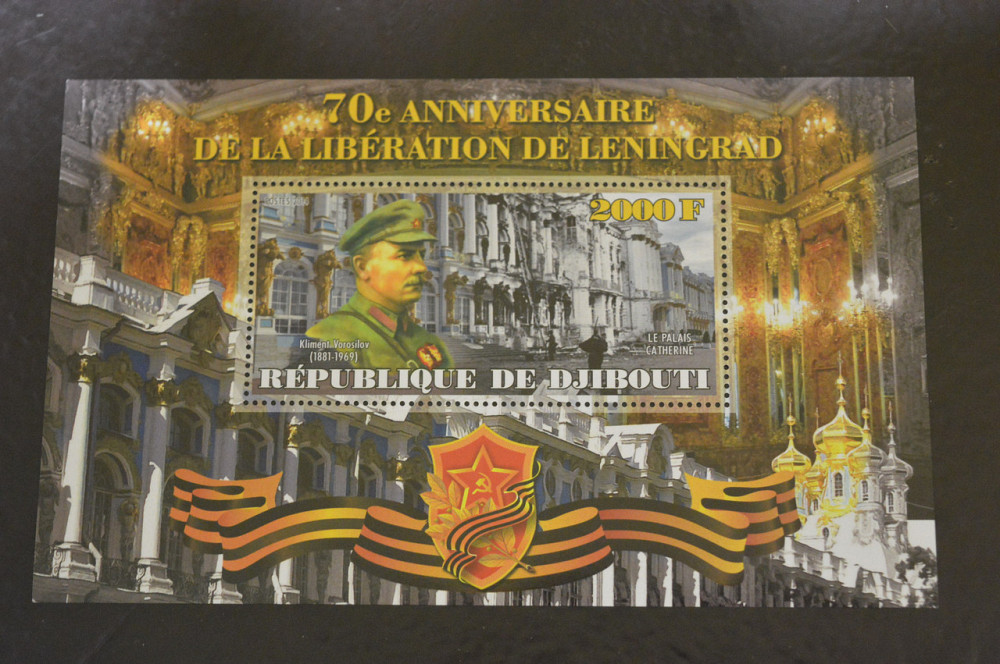 70e ANNIVERSAIRE
DE LA LIBÉRATION DE LENINGRAD
2000 F
Kliment Vorosilov
(1881-1969)
LE PALAIS
CATHERINE
RÉPUBLIQUE DE DJIBOUTI